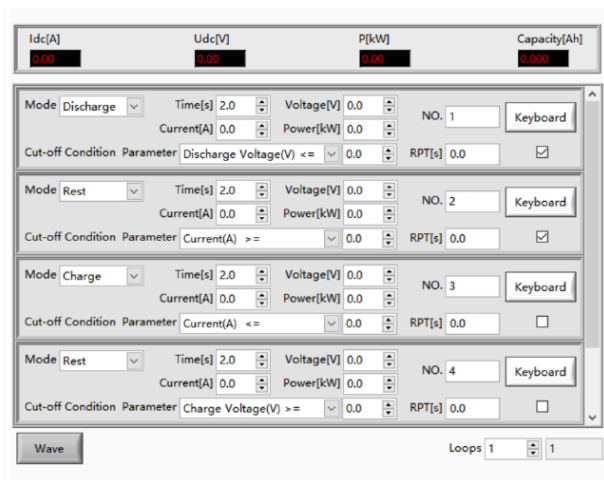 Idc[A] Udc[V] P[kW] Capacity[Ah]
0.00 0.00 0.00 0.000
Mode Discharge Time[s] 2.0 Voltage[V] 0.0 NO. 1 Keyboard
Current[A] 0.0 Power[kW] 0.0
Cut-off Condition Parameter Discharge Voltage(V) <= 0.0 RPT[s] 0.0
Mode Rest Time[s] 2.0 Voltage[V] 0.0 NO. 2 Keyboard
Current[A] 0.0 Power[kW] 0.0
Cut-off Condition Parameter Current(A) >= 0.0 RPT[s] 0.0
Mode Charge Time[s] 2.0 Voltage[V] 0.0 NO. 3 Keyboard
Current[A] 0.0 Power[kW] 0.0
Cut-off Condition Parameter Current(A) <= 0.0 RPT[s] 0.0
Mode Rest Time[s] 2.0 Voltage[V] 0.0 NO. 4 Keyboard
Current[A] 0.0 Power[kW] 0.0
Cut-off Condition Parameter Charge Voltage(V) >= 0.0 RPT[s] 0.0
Wave Loops 1 1